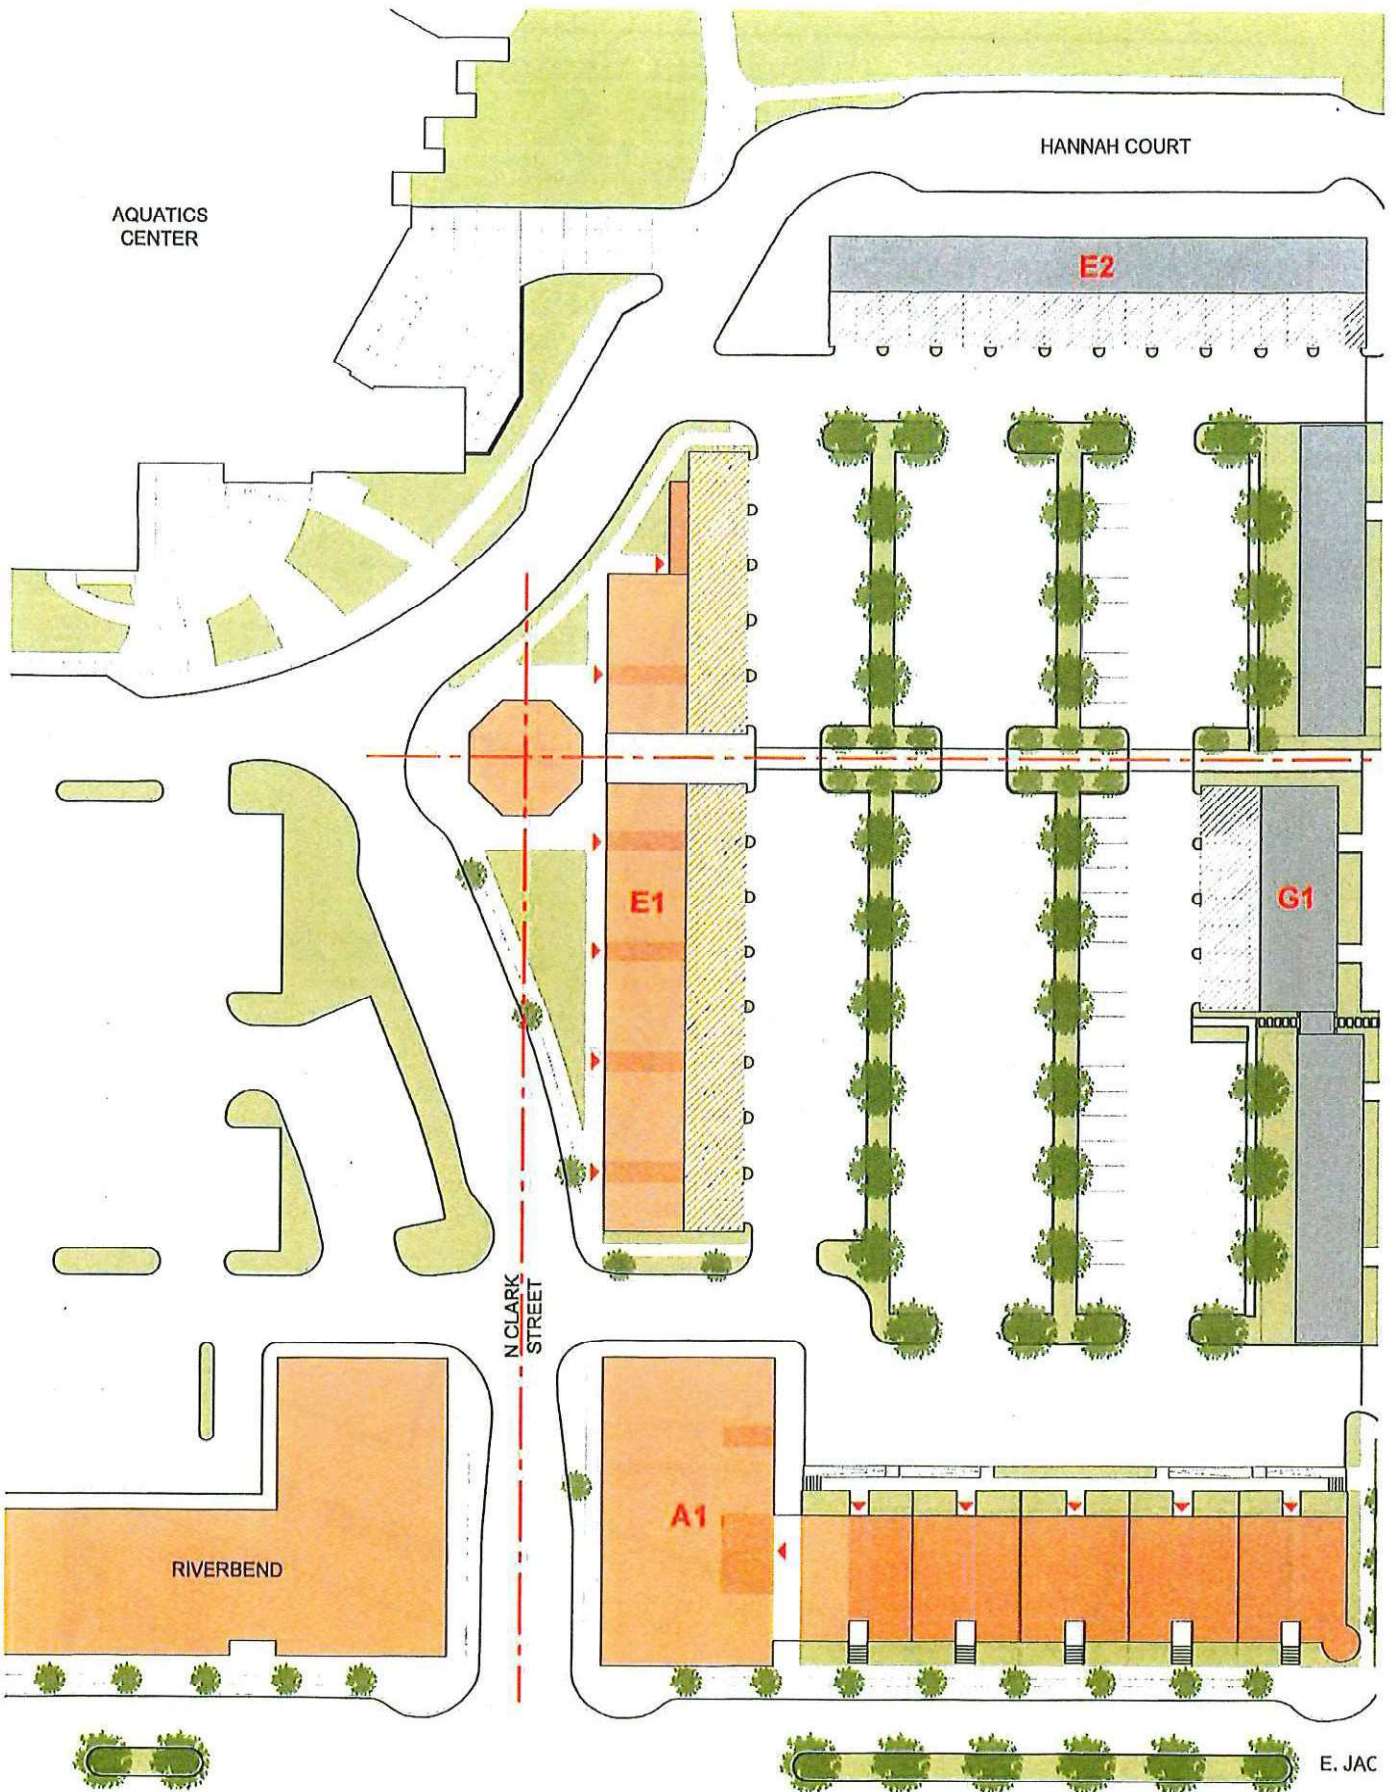 HANNAH COURT
AQUATICS
CENTER
E2
E1
G1
N CLARK
STREET
A1
RIVERBEND
E. JAC